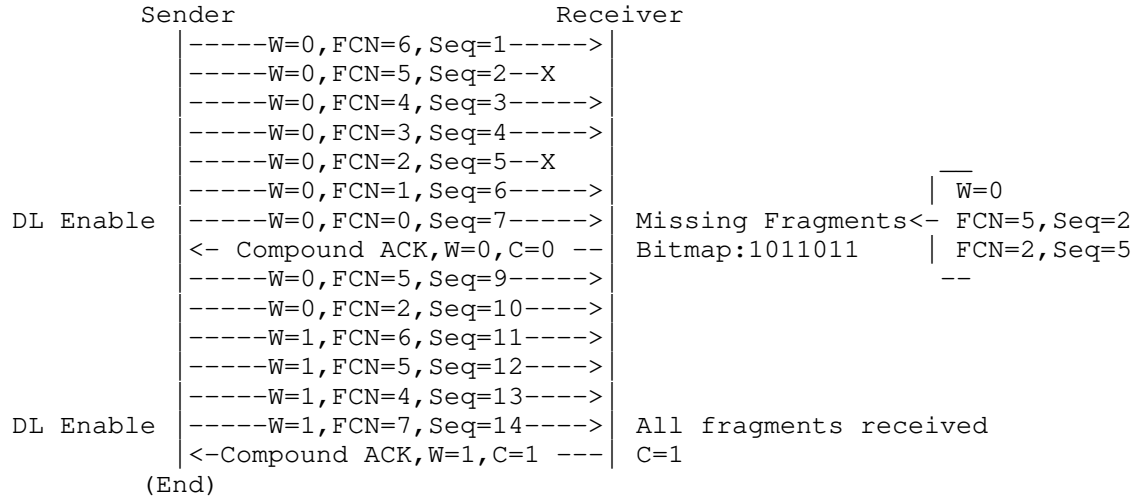 Sender                      Receiver
|-----W=0,FCN=6,Seq=1----->|
|-----W=0,FCN=5,Seq=2--X
|-----W=0,FCN=4,Seq=3----->|
|-----W=0,FCN=3,Seq=4----->|
|-----W=0,FCN=2,Seq=5--X             __
|-----W=0,FCN=1,Seq=6----->|        | W=0
DL Enable |-----W=0,FCN=0,Seq=7----->| Missing Fragments<- FCN=5,Seq=2
|<- Compound ACK,W=0,C=0 --| Bitmap:1011011     | FCN=2,Seq=5
|-----W=0,FCN=5,Seq=9----->|          --
|-----W=0,FCN=2,Seq=10---->|
|-----W=1,FCN=6,Seq=11---->|
|-----W=1,FCN=5,Seq=12---->|
|-----W=1,FCN=4,Seq=13---->|
DL Enable |-----W=1,FCN=7,Seq=14---->| All fragments received
|<-Compound ACK,W=1,C=1 ---| C=1
(End)